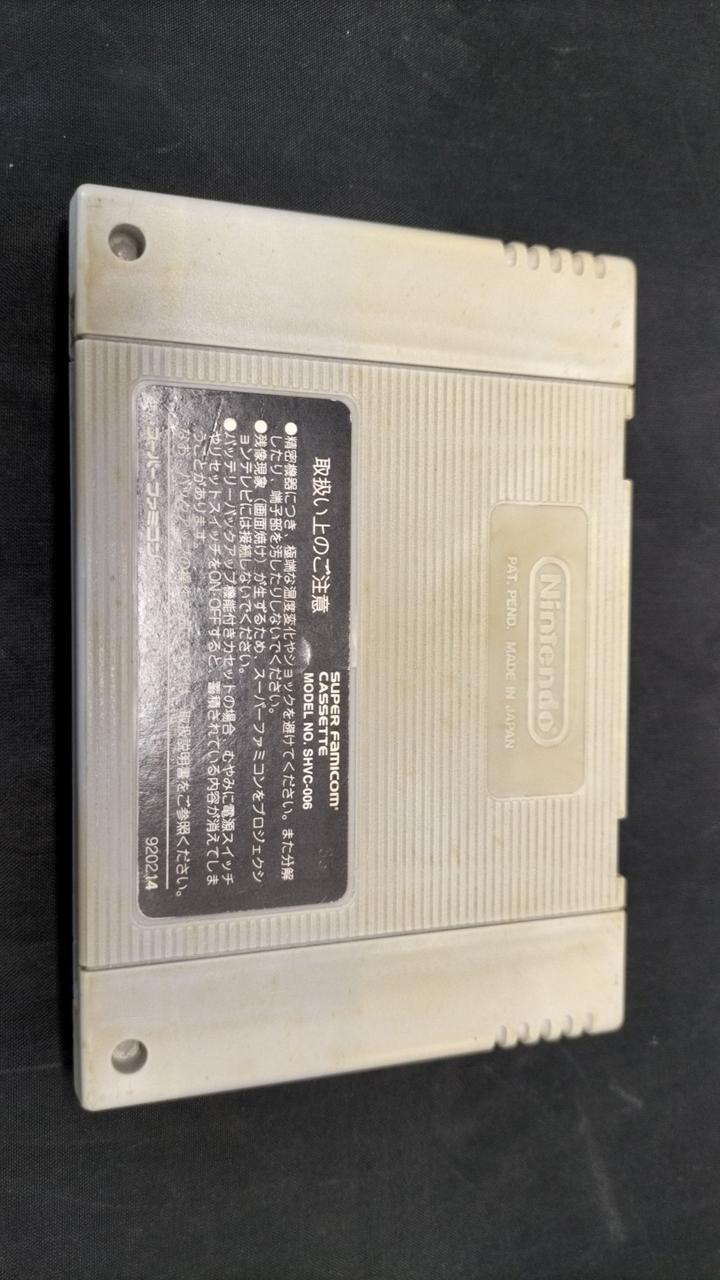 Nintendo®
PAT. PEND. MADE IN JAPAN
SUPER Famicom
CASSETTE
MODEL NO. SHVC-006
取扱い上のご注意
●精密機器につき、極端な温度変化やショックを避けてください。また分解
したり、端子部を汚したりしないでください。
●残像現象(画面焼け)が生ずるため、スーパーファミコンをプロジェクシ
ョンテレビには接続しないでください。
●バッテリーバックアップ機能付きカセットの場合、むやみに電源スイッチ
やリセットスイッチをON・OFFすると、蓄積されている内容が消えてしま
うことがあります。
取扱説明書をご参照ください。
スーパーファミコン
9202.14